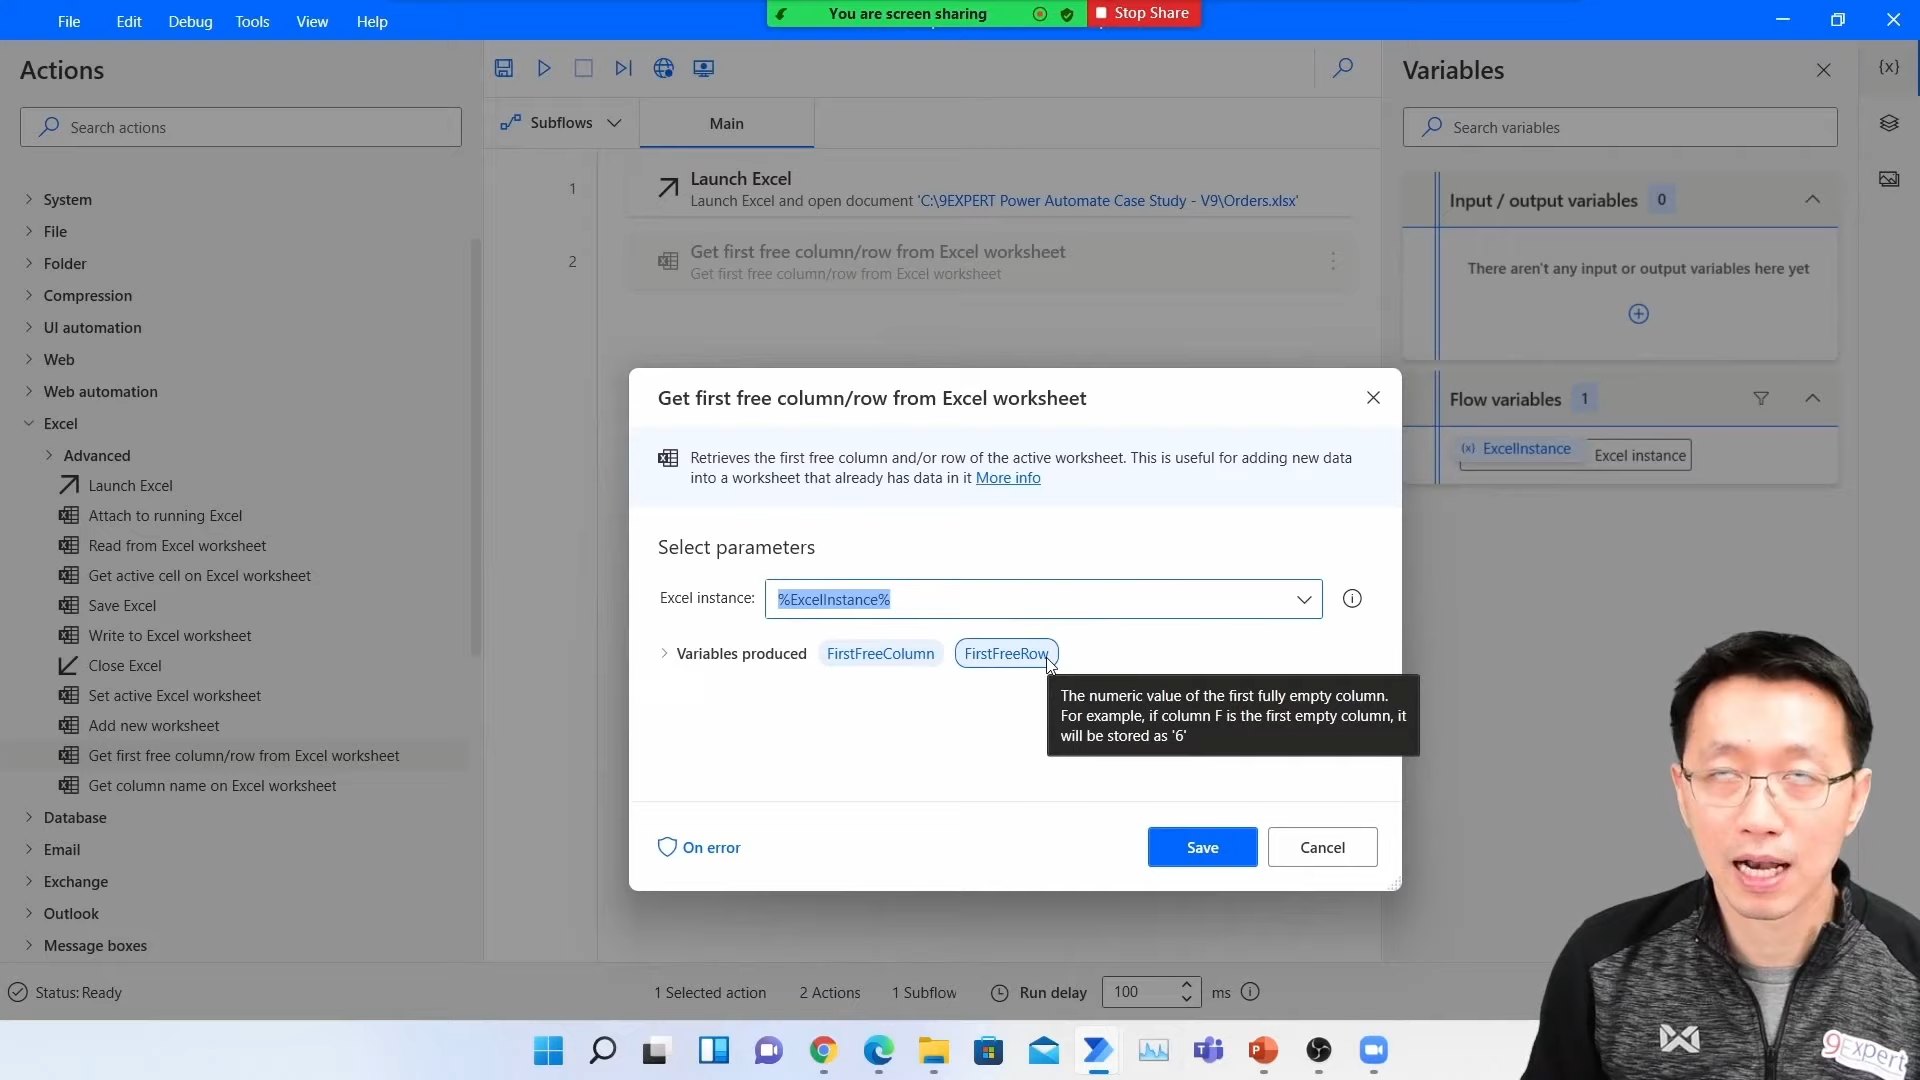 File Edit Debug Tools View Help
You are screen sharing
Stop Share
Actions
Search actions
System
File
Folder
Compression
UI automation
Web
Web automation
Excel
Advanced
Launch Excel
Attach to running Excel
Read from Excel worksheet
Get active cell on Excel worksheet
Save Excel
Write to Excel worksheet
Close Excel
Set active Excel worksheet
Add new worksheet
Get first free column/row from Excel worksheet
Get column name on Excel worksheet
Database
Email
Exchange
Outlook
Message boxes
Subflows
Main
1
Launch Excel
Launch Excel and open document 'C:\9EXPERT Power Automate Case Study - V9\Orders.xlsx'
2
Get first free column/row from Excel worksheet
Get first free column/row from Excel worksheet
Get first free column/row from Excel worksheet
Retrieves the first free column and/or row of the active worksheet. This is useful for adding new data
into a worksheet that already has data in it More info
Select parameters
Excel instance: %ExcelInstance%
Variables produced FirstFreeColumn FirstFreeRow
The numeric value of the first fully empty column.
For example, if column F is the first empty column, it
will be stored as '6'
On error
Save
Cancel
Variables
{x}
Search variables
Input / output variables 0
There aren't any input or output variables here yet
Flow variables 1
(x) ExcelInstance
Excel instance
Status: Ready
1 Selected action
2 Actions
1 Subflow
Run delay 100 ms
9Expert